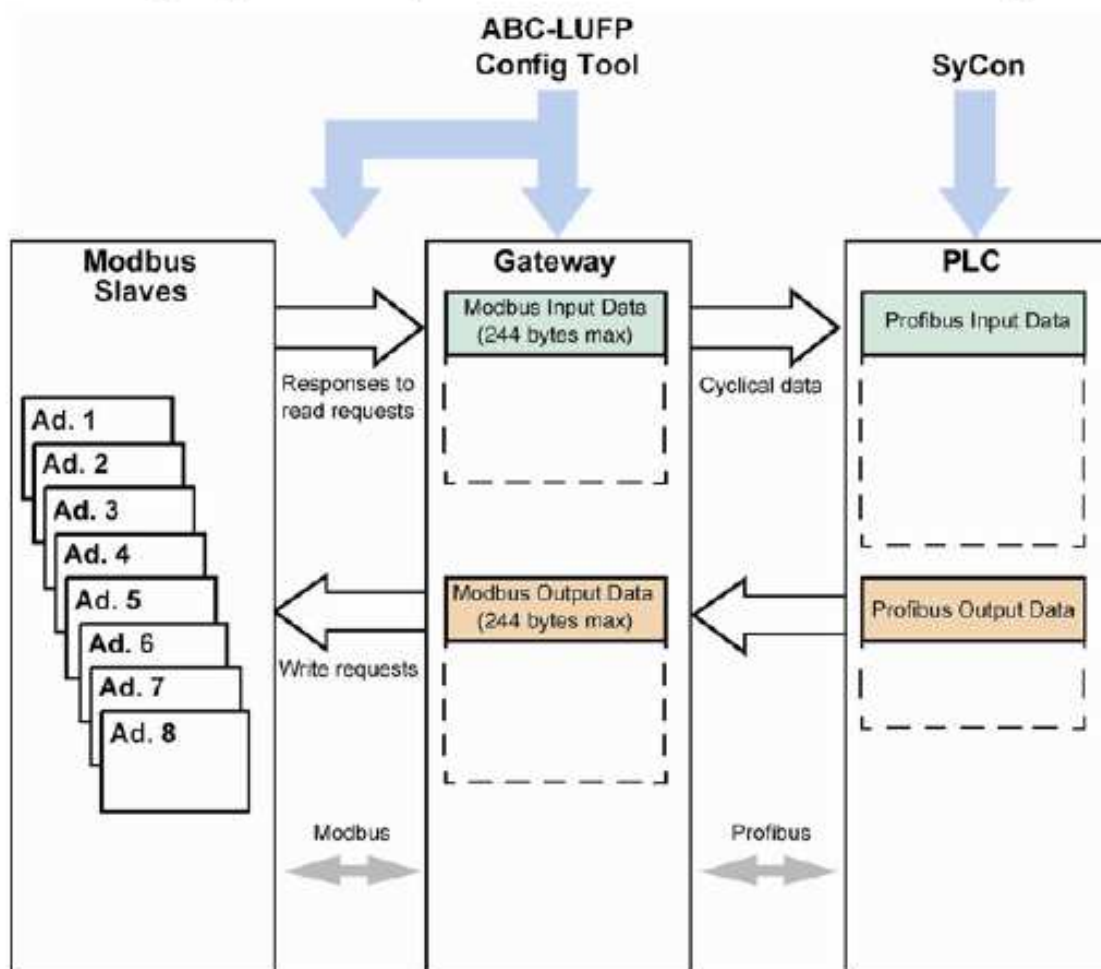 ABC-LUFP
Config Tool
SyCon
Modbus
Slaves
Gateway
PLC
Modbus Input Data
(244 bytes max)
Profibus Input Data
Responses to
read requests
Cyclical data
Ad. 1
Ad. 2
Ad. 3
Ad. 4
Ad. 5
Ad. 6
Ad. 7
Ad. 8
Modbus Output Data
(244 bytes max)
Profibus Output Data
Write requests
Modbus
Profibus